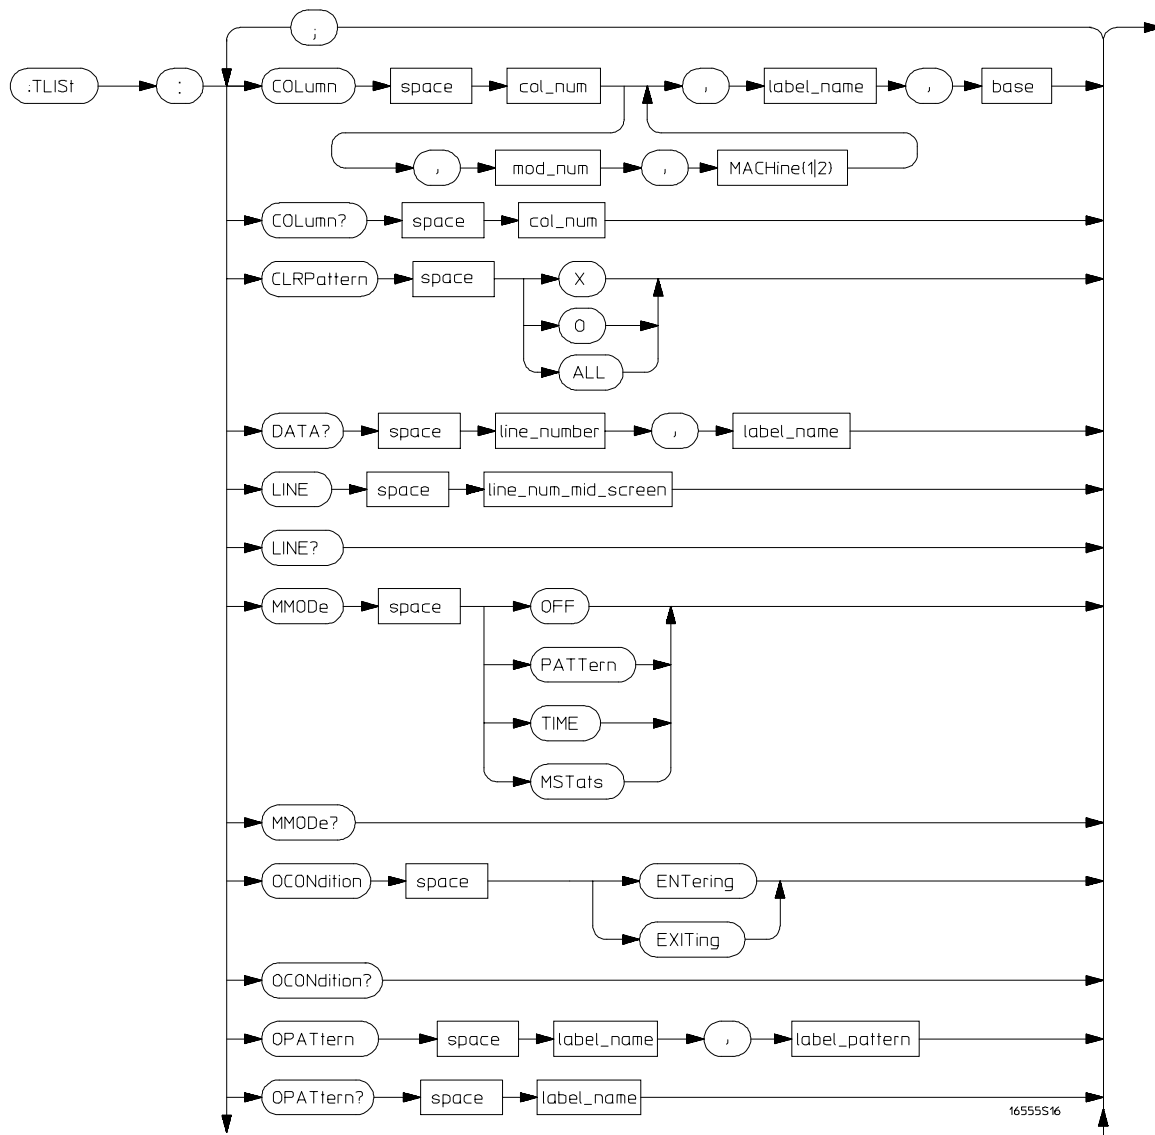 ;
:TLISt : COLumn space col_num , label_name , base
, mod_num , MACHine{1|2}
COLumn? space col_num
CLRPattern space X
O
ALL
DATA? space line_number , label_name
LINE space line_num_mid_screen
LINE?
MMODe space OFF
PATTern
TIME
MSTats
MMODe?
OCONdition space ENTering
EXITing
OCONdition?
OPATtern space label_name , label_pattern
OPATtern? space label_name
16555S16